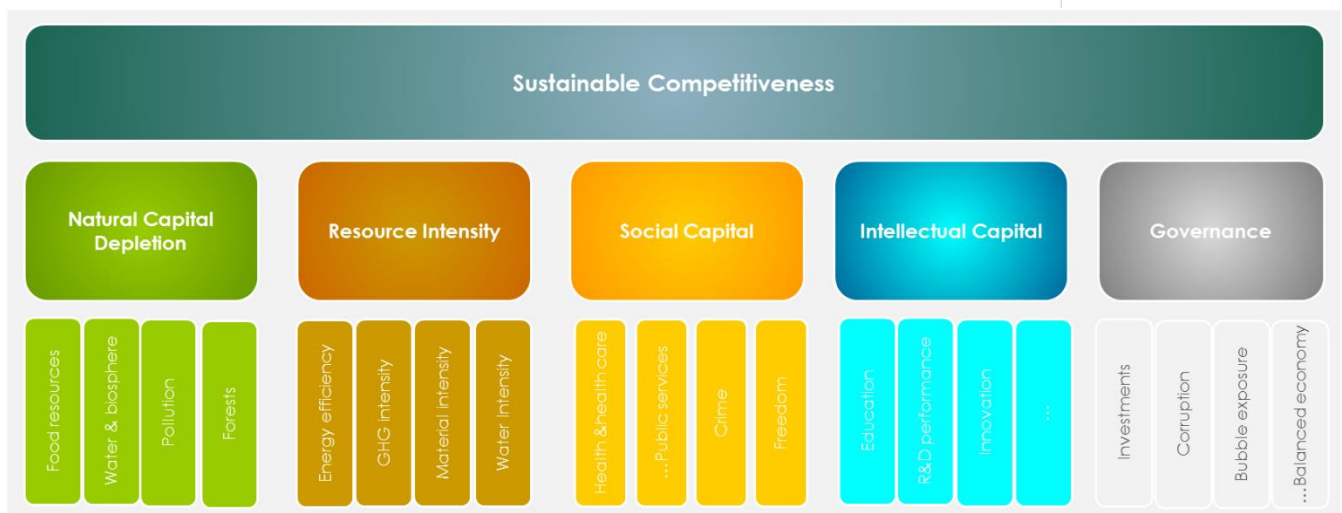 Sustainable Competitiveness
Natural Capital
Depletion
Resource Intensity
Social Capital
Intellectual Capital
Governance
Food resources
Water & biosphere
Pollution
Forests
Energy efficiency
GHG intensity
Material intensity
Water Intensity
Health &health care
...Public services
Crime
Freedom
Education
R&D performance
Innovation
...
Investments
Corruption
Bubble exposure
...Balanced economy